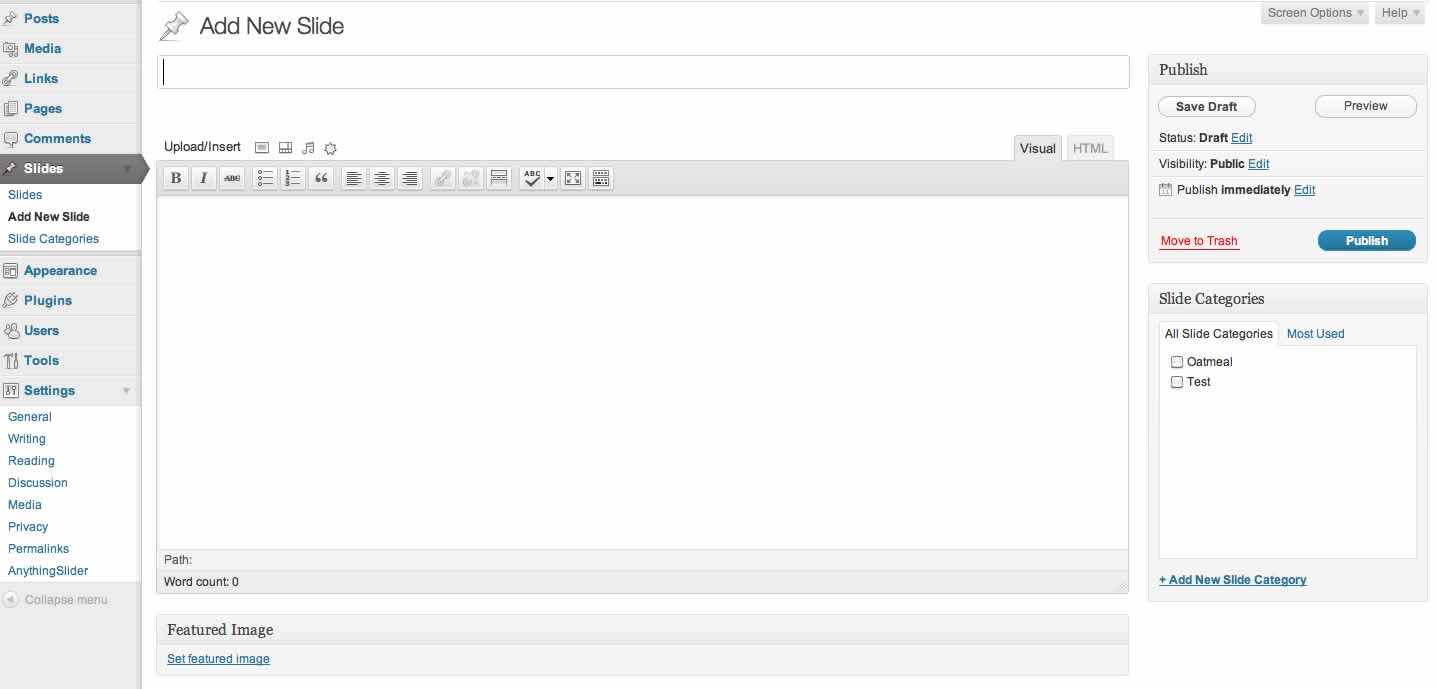 Posts
Media
Links
Pages
Comments
Slides
Slides
Add New Slide
Slide Categories
Appearance
Plugins
Users
Tools
Settings
General
Writing
Reading
Discussion
Media
Privacy
Permalinks
AnythingSlider
Collapse menu
Screen Options Help
Add New Slide
Upload/Insert
Visual HTML
B I ABC ABC
Path:
Word count: 0
Featured Image
Set featured image
Publish
Save Draft Preview
Status: Draft Edit
Visibility: Public Edit
Publish immediately Edit
Move to Trash Publish
Slide Categories
All Slide Categories Most Used
Oatmeal
Test
+ Add New Slide Category